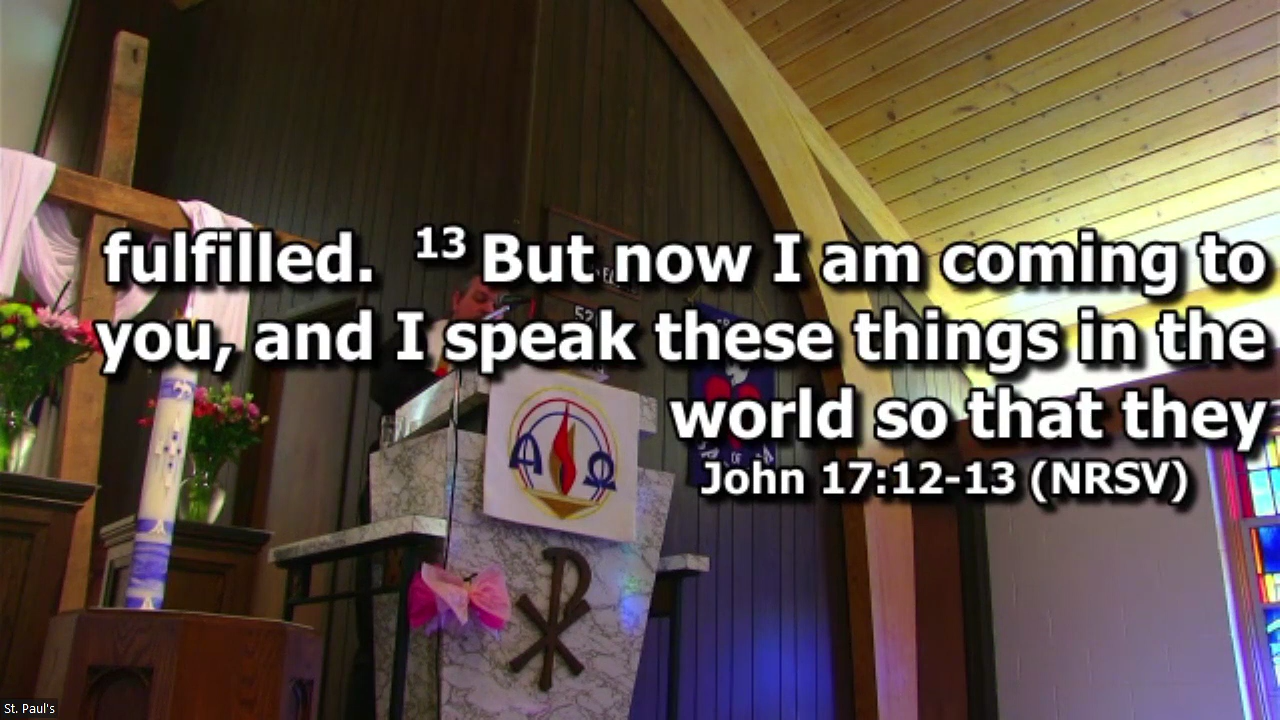 fulfilled. 13 But now I am coming to
you, and I speak these things in the
world so that they
John 17:12-13 (NRSV)
Α Ω
St. Paul's